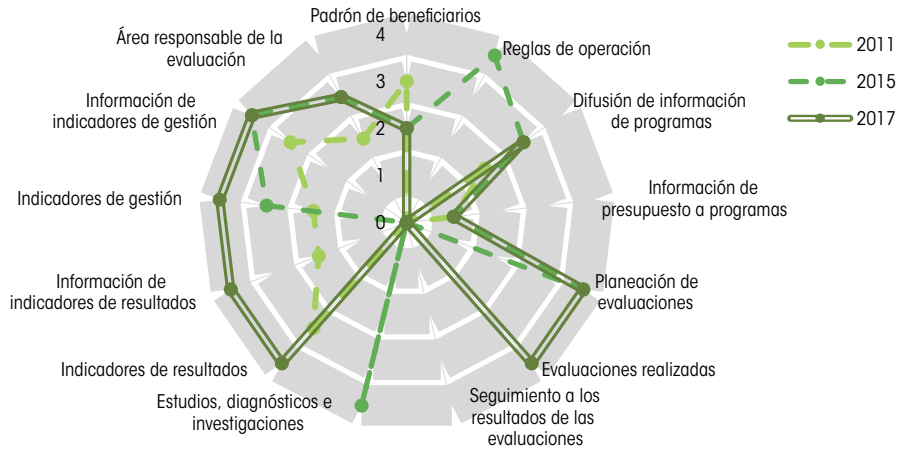 Padrón de beneficiarios
4
3
2
1
0
Reglas de operación
Difusión de información
de programas
Información de
presupuesto a programas
Planeación de
evaluaciones
Evaluaciones realizadas
Seguimiento a los
resultados de las
evaluaciones
Estudios, diagnósticos e
investigaciones
Indicadores de resultados
Información de
indicadores de resultados
Indicadores de gestión
Información de
indicadores de gestión
Área responsable de la
evaluación
2011
2015
2017